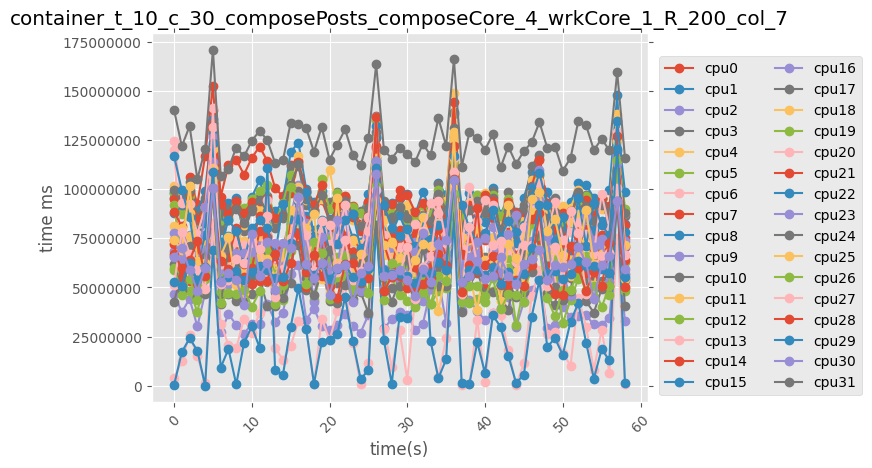 container_t_10_c_30_composePosts_composeCore_4_wrkCore_1_R_200_col_7
time ms
175000000
150000000
125000000
100000000
75000000
50000000
25000000
0
0
10
20
30
40
50
60
time(s)
cpu0
cpu1
cpu2
cpu3
cpu4
cpu5
cpu6
cpu7
cpu8
cpu9
cpu10
cpu11
cpu12
cpu13
cpu14
cpu15
cpu16
cpu17
cpu18
cpu19
cpu20
cpu21
cpu22
cpu23
cpu24
cpu25
cpu26
cpu27
cpu28
cpu29
cpu30
cpu31